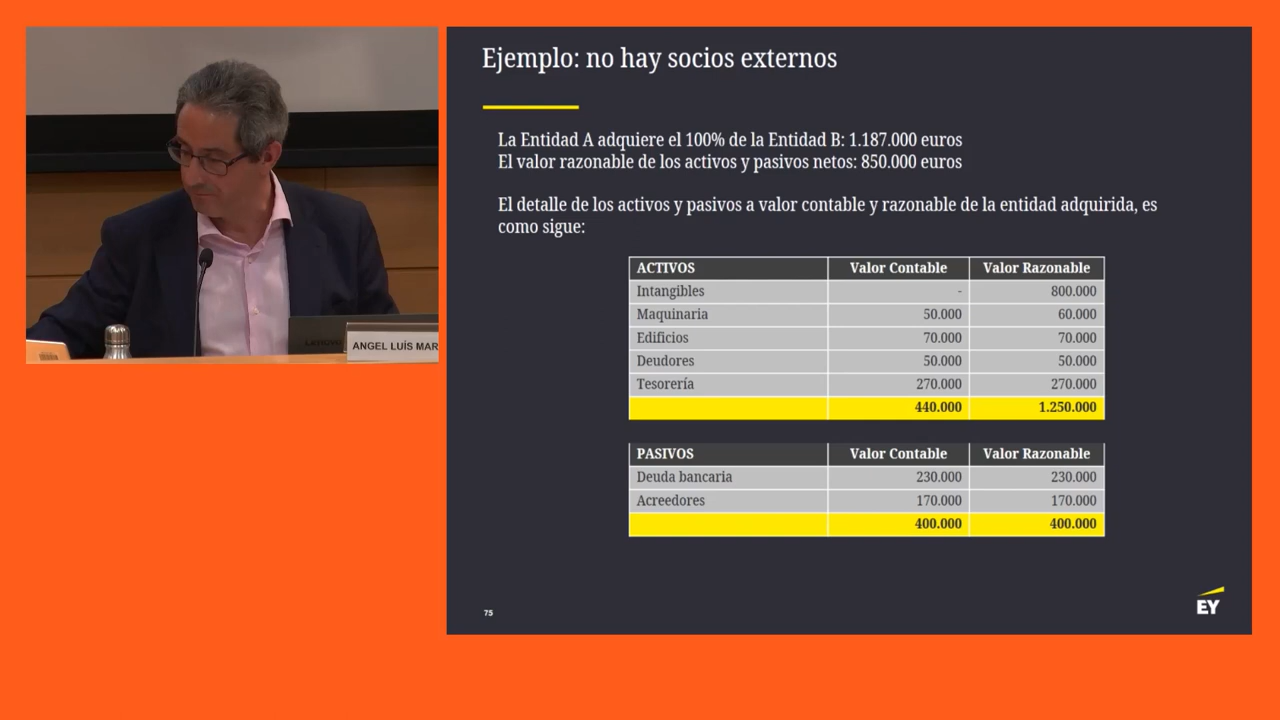 Ejemplo: no hay socios externos
La Entidad A adquiere el 100% de la Entidad B: 1.187.000 euros
El valor razonable de los activos y pasivos netos: 850.000 euros
El detalle de los activos y pasivos a valor contable y razonable de la entidad adquirida, es
como sigue:
ACTIVOS Valor Contable Valor Razonable
Intangibles - 800.000
Maquinaria 50.000 60.000
Edificios 70.000 70.000
Deudores 50.000 50.000
Tesorería 270.000 270.000
440.000 1.250.000
PASIVOS Valor Contable Valor Razonable
Deuda bancaria 230.000 230.000
Acreedores 170.000 170.000
400.000 400.000
75
EY
ANGEL LUÍS MAR